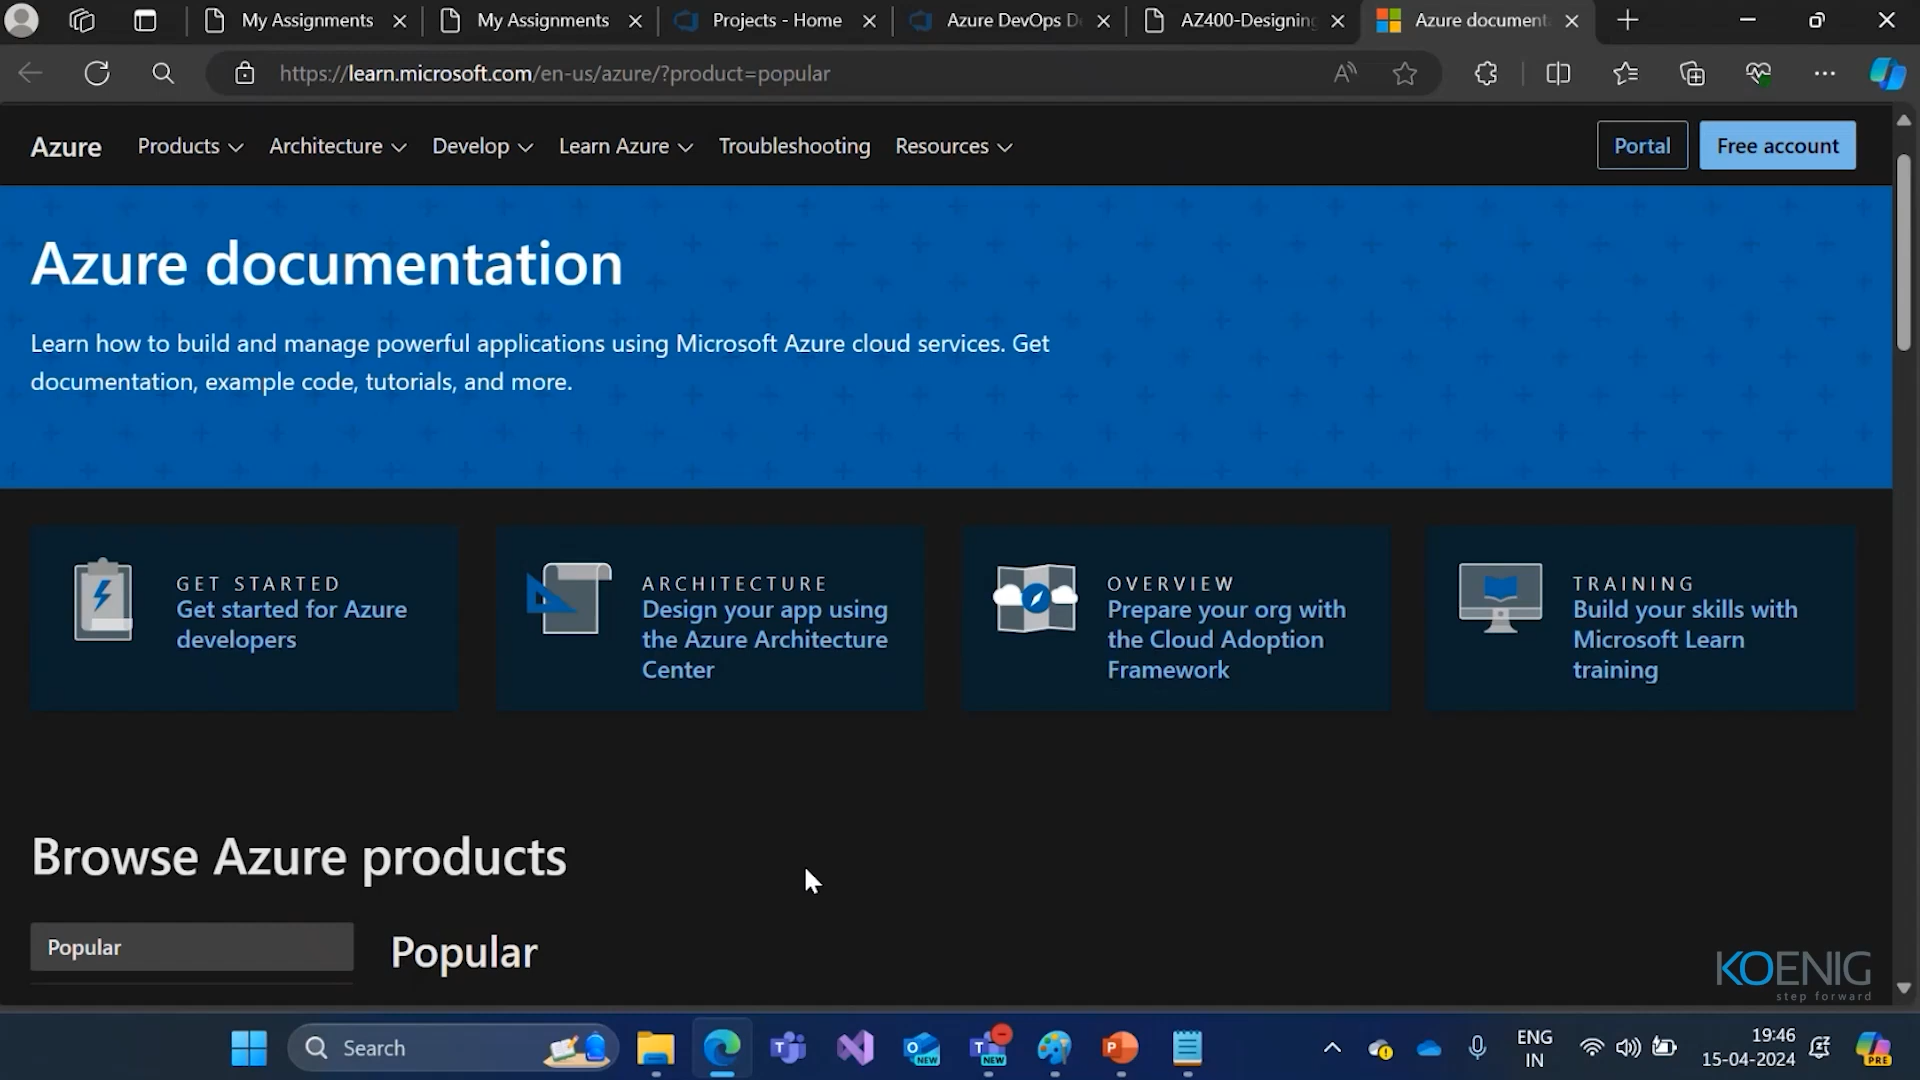 My Assignments
My Assignments
Projects - Home
Azure DevOps D
AZ400-Designing
Azure document
https://learn.microsoft.com/en-us/azure/?product=popular
Azure
Products
Architecture
Develop
Learn Azure
Troubleshooting
Resources
Portal
Free account
Azure documentation
Learn how to build and manage powerful applications using Microsoft Azure cloud services. Get
documentation, example code, tutorials, and more.
GET STARTED
Get started for Azure
developers
ARCHITECTURE
Design your app using
the Azure Architecture
Center
OVERVIEW
Prepare your org with
the Cloud Adoption
Framework
TRAINING
Build your skills with
Microsoft Learn
training
Browse Azure products
Popular
Popular
KOENIG
step forward
Search
NEW
NEW
ENG
IN
19:46
15-04-2024
PRE